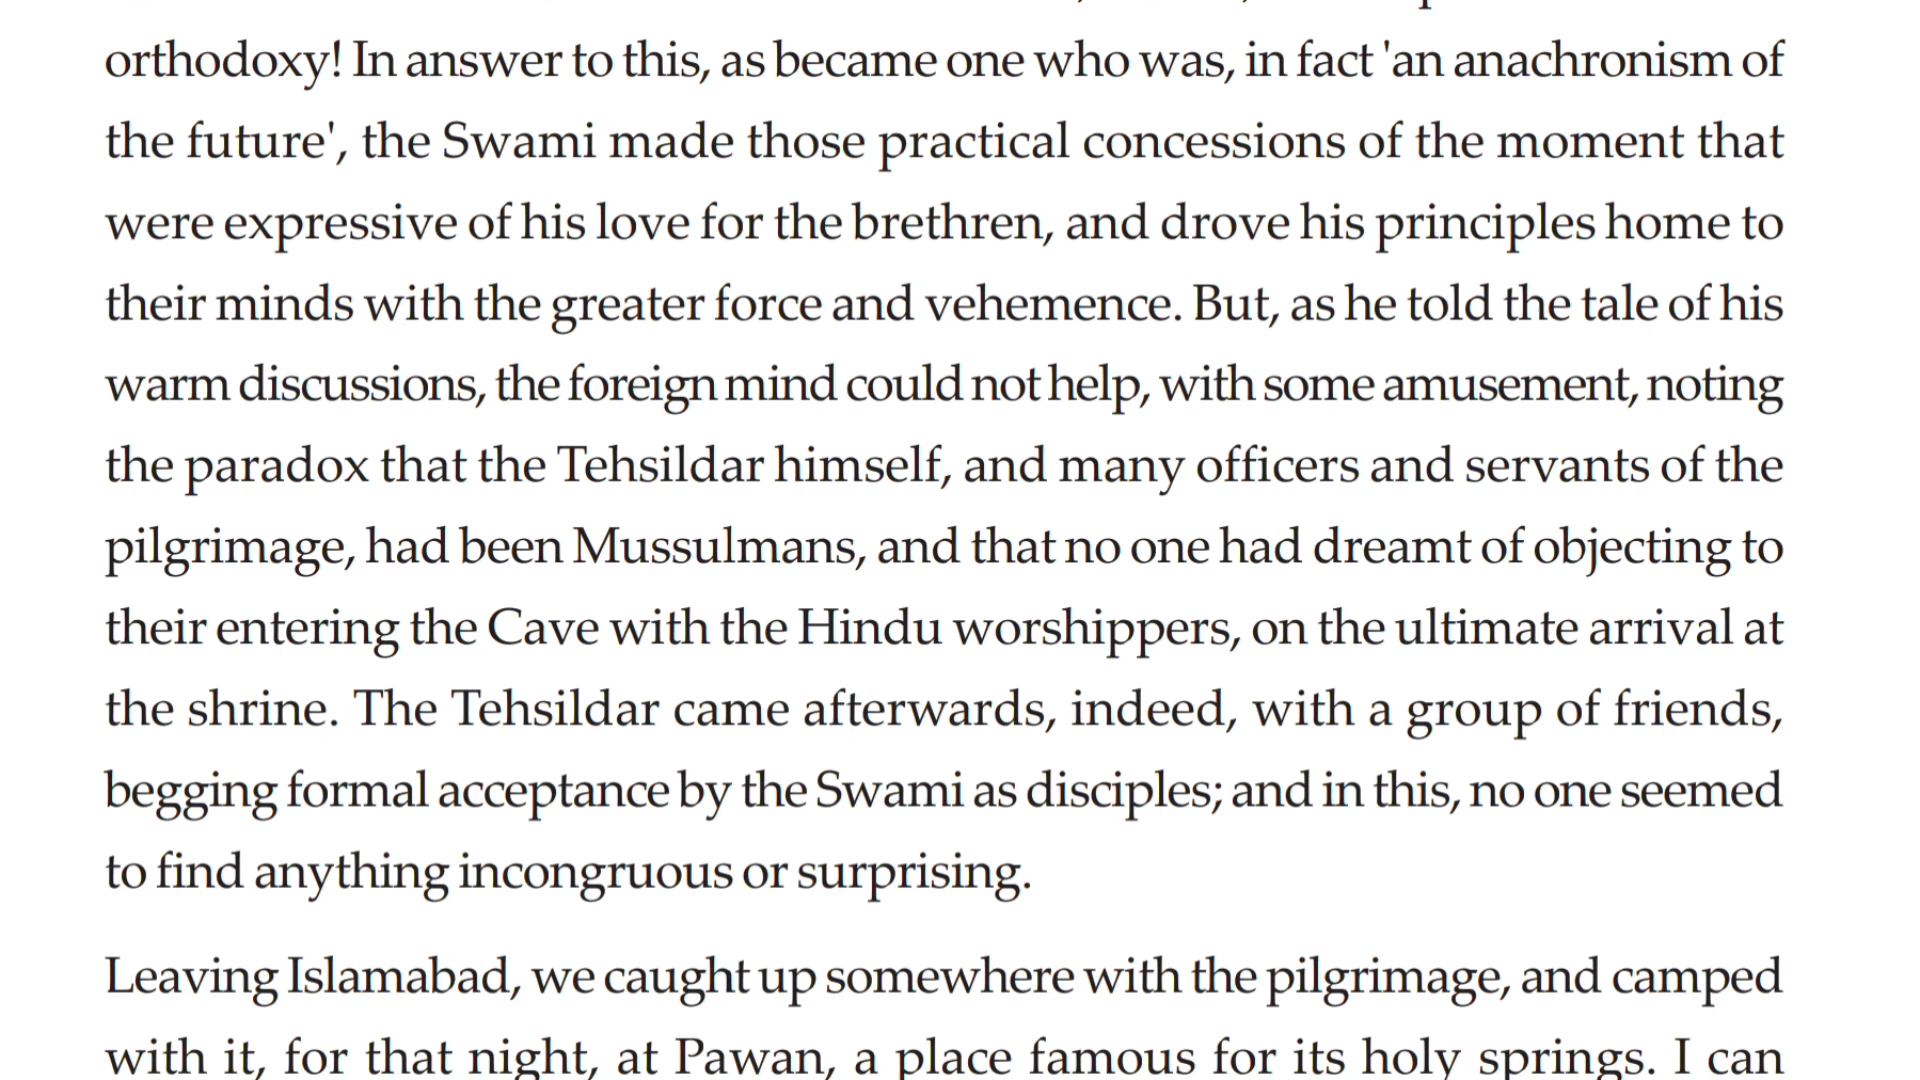 orthodoxy! In answer to this, as became one who was, in fact 'an anachronism of
the future', the Swami made those practical concessions of the moment that
were expressive of his love for the brethren, and drove his principles home to
their minds with the greater force and vehemence. But, as he told the tale of his
warm discussions, the foreign mind could not help, with some amusement, noting
the paradox that the Tehsildar himself, and many officers and servants of the
pilgrimage, had been Mussulmans, and that no one had dreamt of objecting to
their entering the Cave with the Hindu worshippers, on the ultimate arrival at
the shrine. The Tehsildar came afterwards, indeed, with a group of friends,
begging formal acceptance by the Swami as disciples; and in this, no one seemed
to find anything incongruous or surprising.
Leaving Islamabad, we caught up somewhere with the pilgrimage, and camped
with it, for that night, at Pawan, a place famous for its holy springs. I can